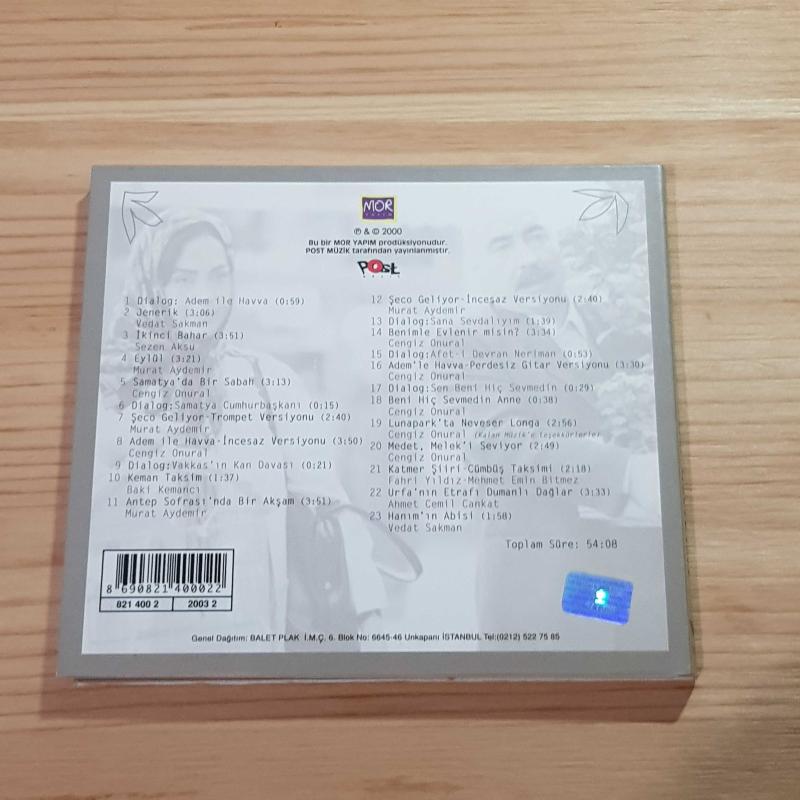 MOR
YAPIM
℗ & © 2000
Bu bir MOR YAPIM prodüksiyonudur.
POST MÜZİK tarafından yayınlanmıştır.
Post
1 Dialog: Adem ile Havva (0:59)
2 Jenerik (3:06)
Vedat Sakman
3 İkinci Bahar (3:51)
Sezen Aksu
4 Eylül (3:21)
Murat Aydemir
5 Samatya'da Bir Sabah (3:13)
Cengiz Onural
6 Dialog:Samatya Cumhurbaşkanı (0:15)
7 Şeco Geliyor-Trompet Versiyonu (2:40)
Murat Aydemir
8 Adem ile Havva-İncesaz Versiyonu (3:50)
Cengiz Onural
9 Dialog:Vakkas'ın Kan Davası (0:21)
10 Keman Taksim (1:37)
Baki Kemancı
11 Antep Sofrası'nda Bir Akşam (3:51)
Murat Aydemir
12 Şeco Geliyor-İncesaz Versiyonu (2:40)
Murat Aydemir
13 Dialog:Sana Sevdalıyım (1:39)
14 Benimle Evlenir misin? (3:34)
Cengiz Onural
15 Dialog:Afet-i Devran Neriman (0:53)
16 Adem'le Havva-Perdesiz Gitar Versiyonu (3:30)
Cengiz Onural
17 Dialog:Sen Beni Hiç Sevmedin (0:29)
18 Beni Hiç Sevmedin Anne (0:38)
Cengiz Onural
19 Lunapark'ta Neveser Longa (2:56)
Cengiz Onural (Kalan Müzik'e teşekkürlerle)
20 Medet, Melek'i Seviyor (2:49)
Cengiz Onural
21 Katmer Şiiri-Cümbüş Taksimi (2:18)
Fahri Yıldız-Mehmet Emin Bitmez
22 Urfa'nın Etrafı Dumanlı Dağlar (3:33)
Ahmet Cemil Cankat
23 Hanım'ın Abisi (1:58)
Vedat Sakman
Toplam Süre: 54:08
8 690821 400022
821 400 2 2003 2
Genel Dağıtım: BALET PLAK İ.M.Ç. 6. Blok No: 6645-46 Unkapanı İSTANBUL Tel:(0212) 522 75 85